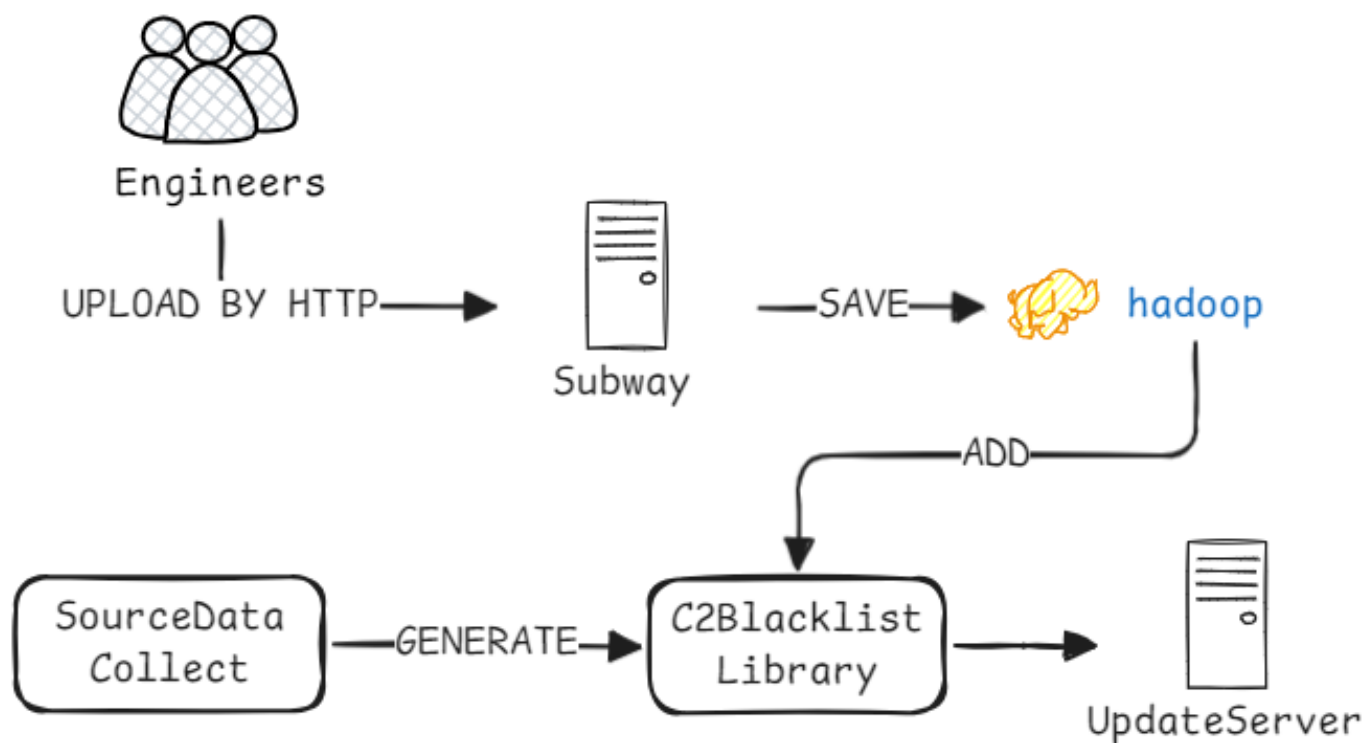 Engineers
UPLOAD BY HTTP
SAVE
hadoop
Subway
ADD
SourceData
Collect
GENERATE
C2Blacklist
Library
UpdateServer